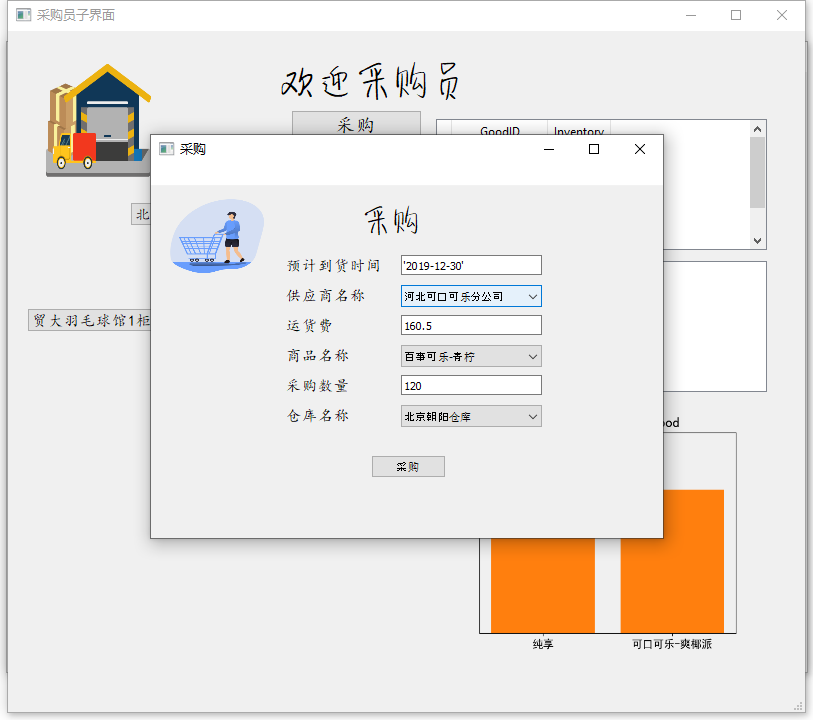 采购员子界面
欢迎采购员
采购
GoodID Inventory
采购
采购
预计到货时间 '2019-12-30'
供应商名称 河北可口可乐分公司
运货费 160.5
商品名称 百事可乐-青柠
采购数量 120
仓库名称 北京朝阳仓库
采购
北
贸大羽毛球馆1柜
ood
纯享 可口可乐-爽椰派